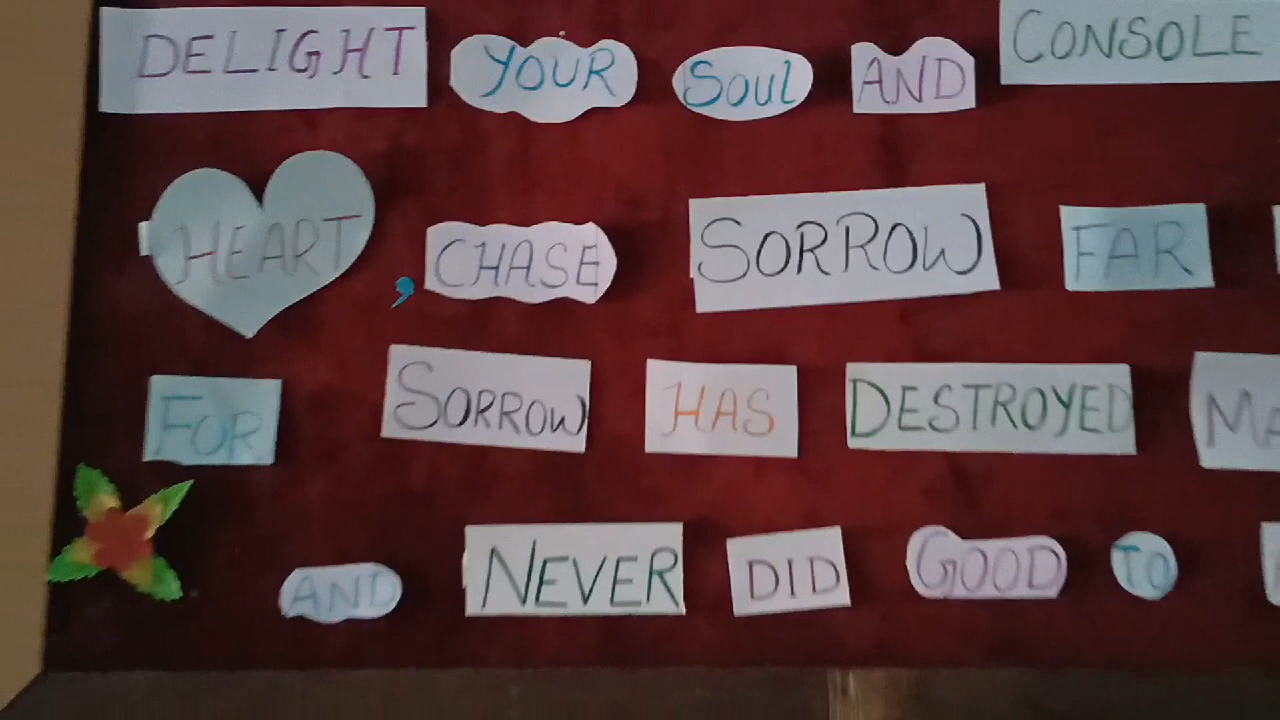 DELIGHT YOUR Soul AND CONSOLE
HEART, CHASE SORROW FAR
FOR SORROW HAS DESTROYED
AND NEVER DID GOOD TO